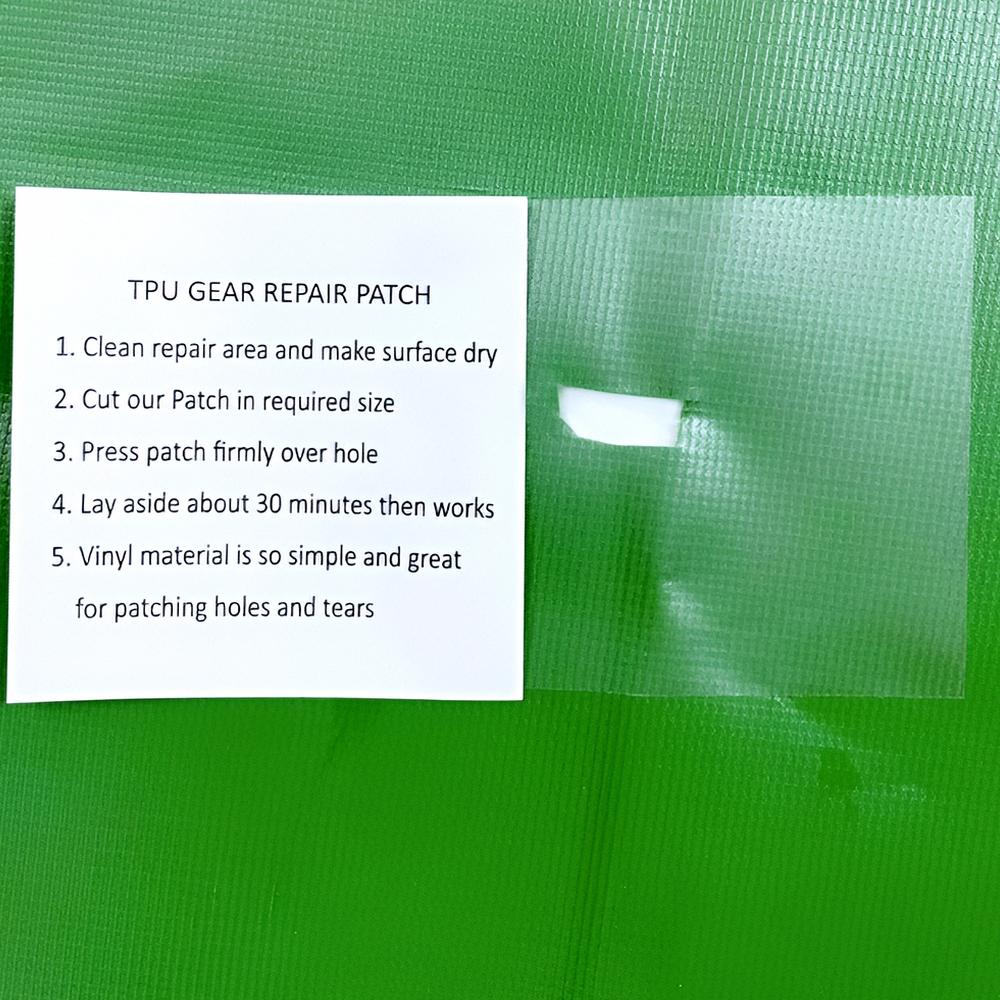 TPU GEAR REPAIR PATCH
1. Clean repair area and make surface dry
2. Cut our Patch in required size
3. Press patch firmly over hole
4. Lay aside about 30 minutes then works
5. Vinyl material is so simple and great
for patching holes and tears